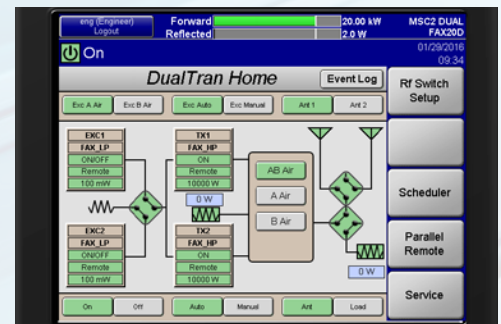 eng (Engineer)
Logout
Forward
Reflected
20.00 kW
2.0 W
MSC2 DUAL
FAX20D
01/29/2016
09:34
On
DualTran Home
Event Log
Rf Switch
Setup
Exc A Air
Exc B Air
Exc Auto
Exc Manual
Ant 1
Ant 2
EXC1
FAX_LP
ON/OFF
Remote
100 mW
TX1
FAX_HP
ON
Remote
10000 W
0 W
AB Air
A Air
B Air
Scheduler
EXC2
FAX_LP
ON/OFF
Remote
100 mW
TX2
FAX_HP
ON
Remote
10000 W
0 W
Parallel
Remote
Service
On
Off
Auto
Manual
Ant
Load